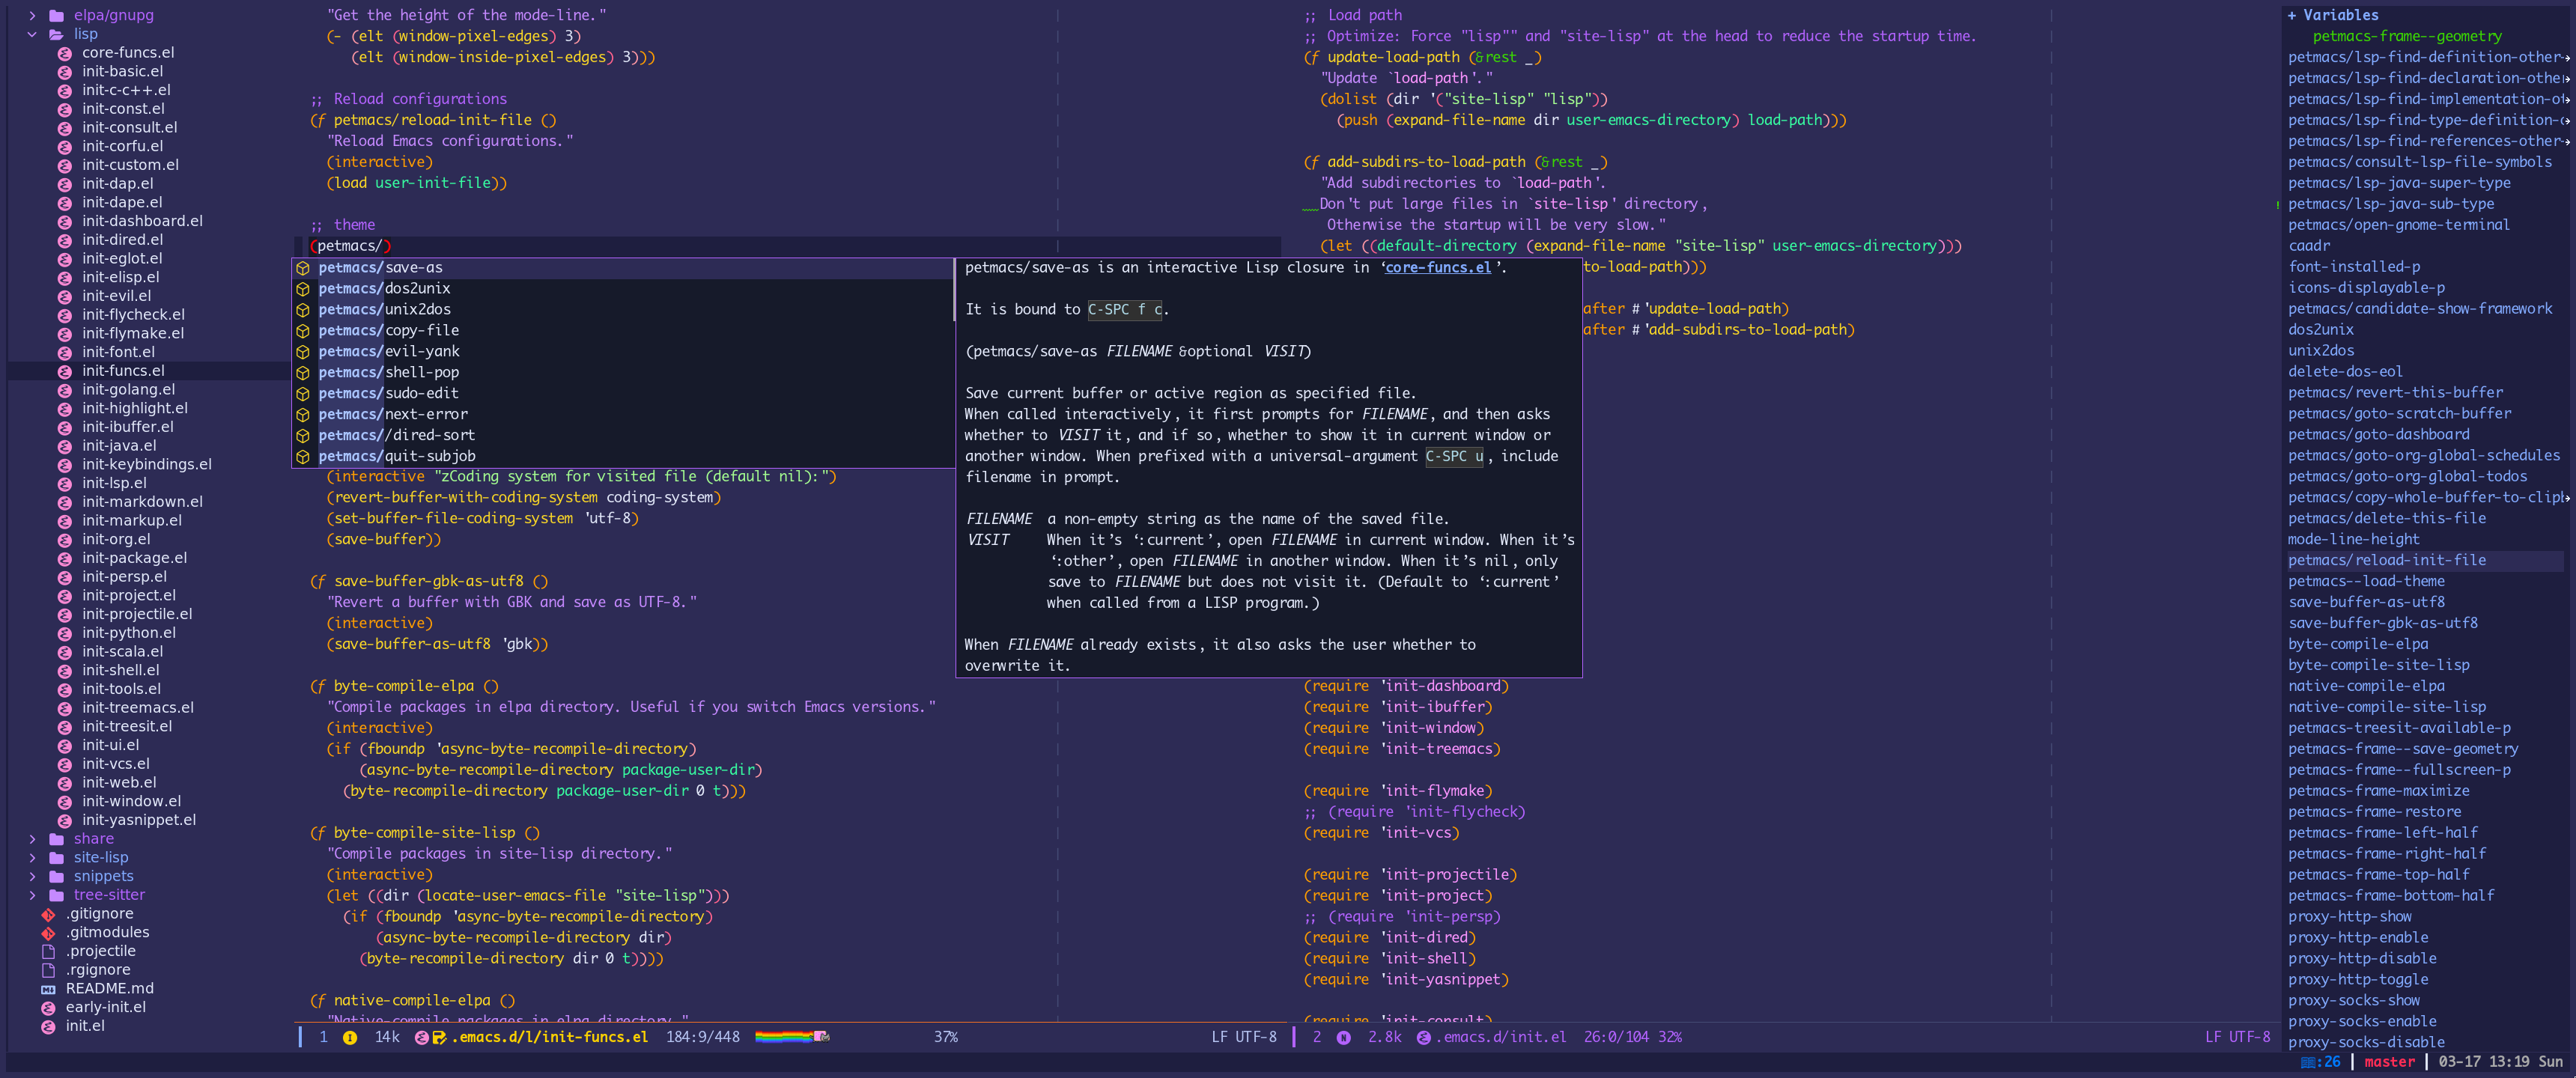 elpa/gnupg
lisp
core-funcs.el
init-basic.el
init-c-c++.el
init-const.el
init-consult.el
init-corfu.el
init-custom.el
init-dap.el
init-dape.el
init-dashboard.el
init-dired.el
init-eglot.el
init-elisp.el
init-evil.el
init-flycheck.el
init-flymake.el
init-font.el
init-funcs.el
init-golang.el
init-highlight.el
init-ibuffer.el
init-java.el
init-keybindings.el
init-lsp.el
init-markdown.el
init-markup.el
init-org.el
init-package.el
init-persp.el
init-project.el
init-projectile.el
init-python.el
init-scala.el
init-shell.el
init-tools.el
init-treemacs.el
init-treesit.el
init-ui.el
init-vcs.el
init-web.el
init-window.el
init-yasnippet.el
share
site-lisp
snippets
tree-sitter
.gitignore
.gitmodules
.projectile
.rgignore
README.md
early-init.el
init.el
"Get the height of the mode-line."
(- (elt (window-pixel-edges) 3)
(elt (window-inside-pixel-edges) 3)))
;; Reload configurations
(ƒ petmacs/reload-init-file ()
"Reload Emacs configurations."
(interactive)
(load user-init-file))
;; theme
(petmacs/)
petmacs/save-as
petmacs/dos2unix
petmacs/unix2dos
petmacs/copy-file
petmacs/evil-yank
petmacs/shell-pop
petmacs/sudo-edit
petmacs/next-error
petmacs//dired-sort
petmacs/quit-subjob
(interactive "zCoding system for visited file (default nil):")
(revert-buffer-with-coding-system coding-system)
(set-buffer-file-coding-system 'utf-8)
(save-buffer))
(ƒ save-buffer-gbk-as-utf8 ()
"Revert a buffer with GBK and save as UTF-8."
(interactive)
(save-buffer-as-utf8 'gbk))
(ƒ byte-compile-elpa ()
"Compile packages in elpa directory. Useful if you switch Emacs versions."
(interactive)
(if (fboundp 'async-byte-recompile-directory)
(async-byte-recompile-directory package-user-dir)
(byte-recompile-directory package-user-dir 0 t)))
(ƒ byte-compile-site-lisp ()
"Compile packages in site-lisp directory."
(interactive)
(let ((dir (locate-user-emacs-file "site-lisp")))
(if (fboundp 'async-byte-recompile-directory)
(async-byte-recompile-directory dir)
(byte-recompile-directory dir 0 t))))
(ƒ native-compile-elpa ()
"Native-compile packages in elpa directory."
1 I 14k .emacs.d/l/init-funcs.el 184:9/448 37% LF UTF-8
petmacs/save-as is an interactive Lisp closure in ‘core-funcs.el’.
It is bound to C-SPC f c.
(petmacs/save-as FILENAME &optional VISIT)
Save current buffer or active region as specified file.
When called interactively, it first prompts for FILENAME, and then asks
whether to VISIT it, and if so, whether to show it in current window or
another window. When prefixed with a universal-argument C-SPC u, include
filename in prompt.
FILENAME a non-empty string as the name of the saved file.
VISIT When it’s ‘:current’, open FILENAME in current window. When it’s
‘:other’, open FILENAME in another window. When it’s nil, only
save to FILENAME but does not visit it. (Default to ‘:current’
when called from a LISP program.)
When FILENAME already exists, it also asks the user whether to
overwrite it.
;; Load path
;; Optimize: Force "lisp"" and "site-lisp" at the head to reduce the startup time.
(ƒ update-load-path (&rest _)
"Update `load-path'."
(dolist (dir '("site-lisp" "lisp"))
(push (expand-file-name dir user-emacs-directory) load-path)))
(ƒ add-subdirs-to-load-path (&rest _)
"Add subdirectories to `load-path'.
Don't put large files in `site-lisp' directory,
Otherwise the startup will be very slow."
(let ((default-directory (expand-file-name "site-lisp" user-emacs-directory)))
to-load-path)))
after #'update-load-path)
after #'add-subdirs-to-load-path)
(require 'init-dashboard)
(require 'init-ibuffer)
(require 'init-window)
(require 'init-treemacs)
(require 'init-flymake)
;; (require 'init-flycheck)
(require 'init-vcs)
(require 'init-projectile)
(require 'init-project)
;; (require 'init-persp)
(require 'init-dired)
(require 'init-shell)
(require 'init-yasnippet)
(require 'init-consult)
2 N 2.8k .emacs.d/init.el 26:0/104 32% LF UTF-8
+ Variables
petmacs-frame--geometry
petmacs/lsp-find-definition-other-
petmacs/lsp-find-declaration-othe
petmacs/lsp-find-implementation-o
petmacs/lsp-find-type-definition-
petmacs/lsp-find-references-other-
petmacs/consult-lsp-file-symbols
petmacs/lsp-java-super-type
petmacs/lsp-java-sub-type
petmacs/open-gnome-terminal
caadr
font-installed-p
icons-displayable-p
petmacs/candidate-show-framework
dos2unix
unix2dos
delete-dos-eol
petmacs/revert-this-buffer
petmacs/goto-scratch-buffer
petmacs/goto-dashboard
petmacs/goto-org-global-schedules
petmacs/goto-org-global-todos
petmacs/copy-whole-buffer-to-clip
petmacs/delete-this-file
mode-line-height
petmacs/reload-init-file
petmacs--load-theme
save-buffer-as-utf8
save-buffer-gbk-as-utf8
byte-compile-elpa
byte-compile-site-lisp
native-compile-elpa
native-compile-site-lisp
petmacs-treesit-available-p
petmacs-frame--save-geometry
petmacs-frame--fullscreen-p
petmacs-frame-maximize
petmacs-frame-restore
petmacs-frame-left-half
petmacs-frame-right-half
petmacs-frame-top-half
petmacs-frame-bottom-half
proxy-http-show
proxy-http-enable
proxy-http-disable
proxy-http-toggle
proxy-socks-show
proxy-socks-enable
proxy-socks-disable
:26 | master | 03-17 13:19 Sun